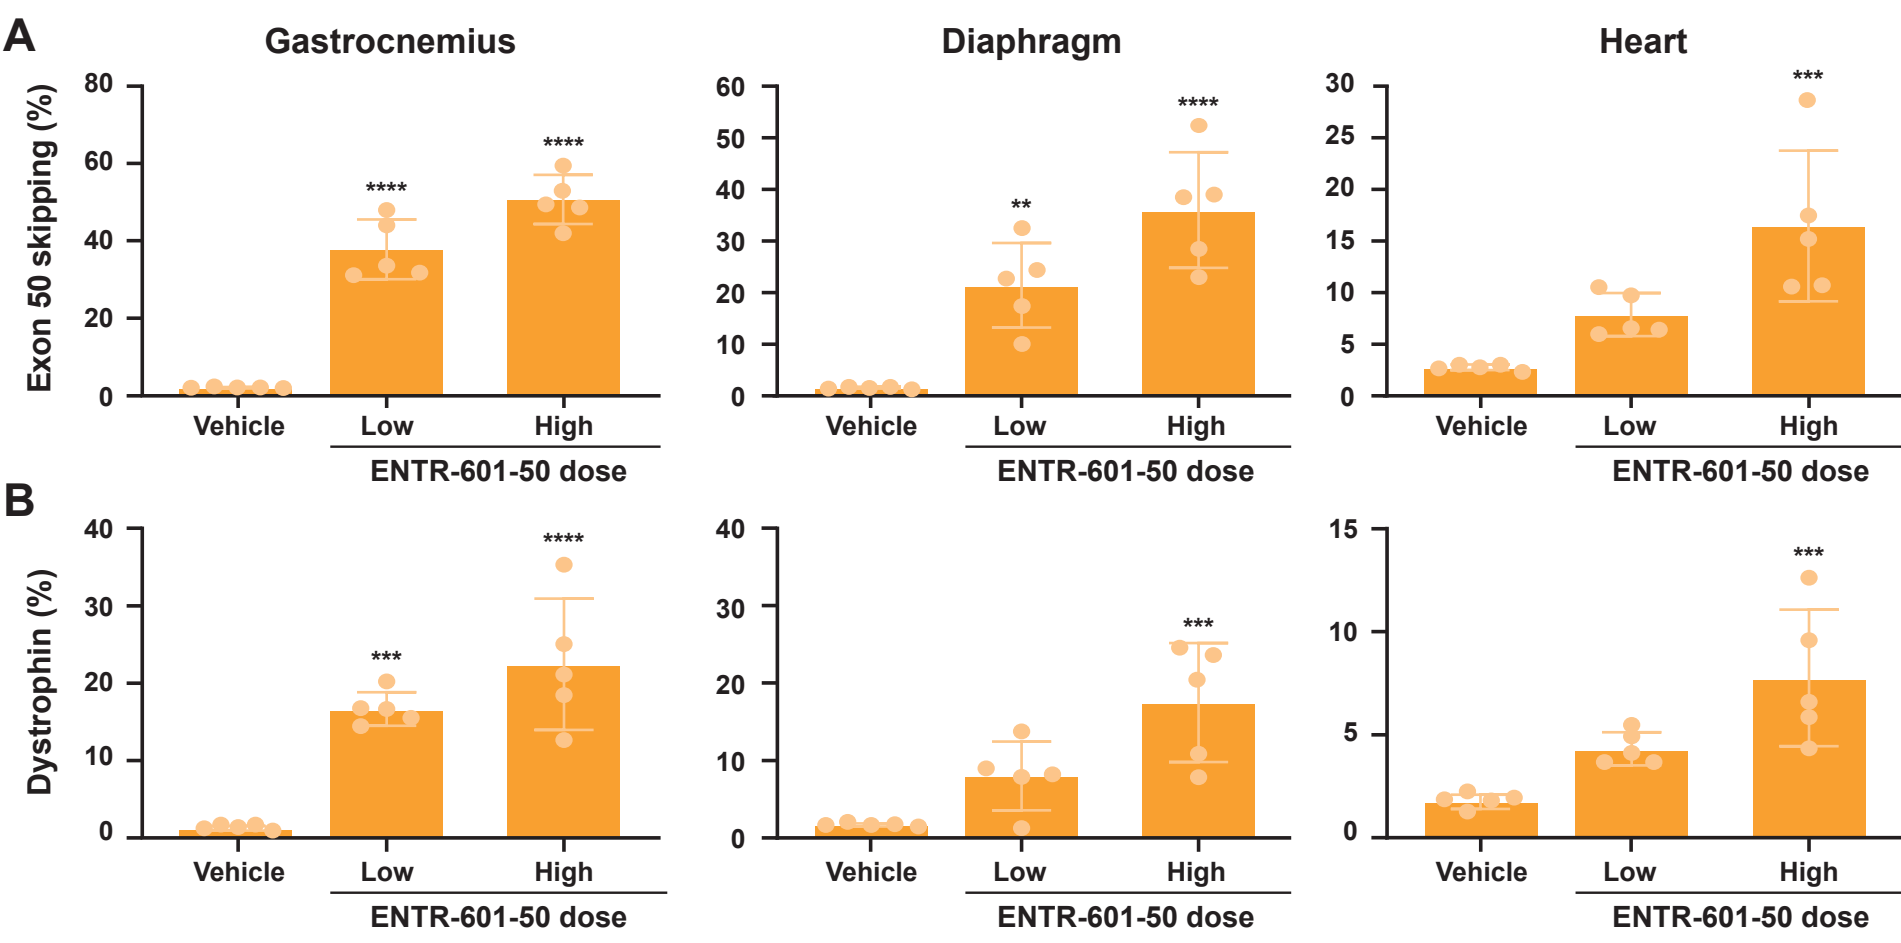 A
Gastrocnemius
Diaphragm
Heart
Exon 50 skipping (%)
80
60
40
20
0
****
****
Vehicle
Low
High
ENTR-601-50 dose
60
50
40
30
20
10
0
**
****
Vehicle
Low
High
ENTR-601-50 dose
30
25
20
15
10
5
0
***
Vehicle
Low
High
ENTR-601-50 dose
B
Dystrophin (%)
40
30
20
10
0
***
****
Vehicle
Low
High
ENTR-601-50 dose
40
30
20
10
0
***
Vehicle
Low
High
ENTR-601-50 dose
15
10
5
0
***
Vehicle
Low
High
ENTR-601-50 dose